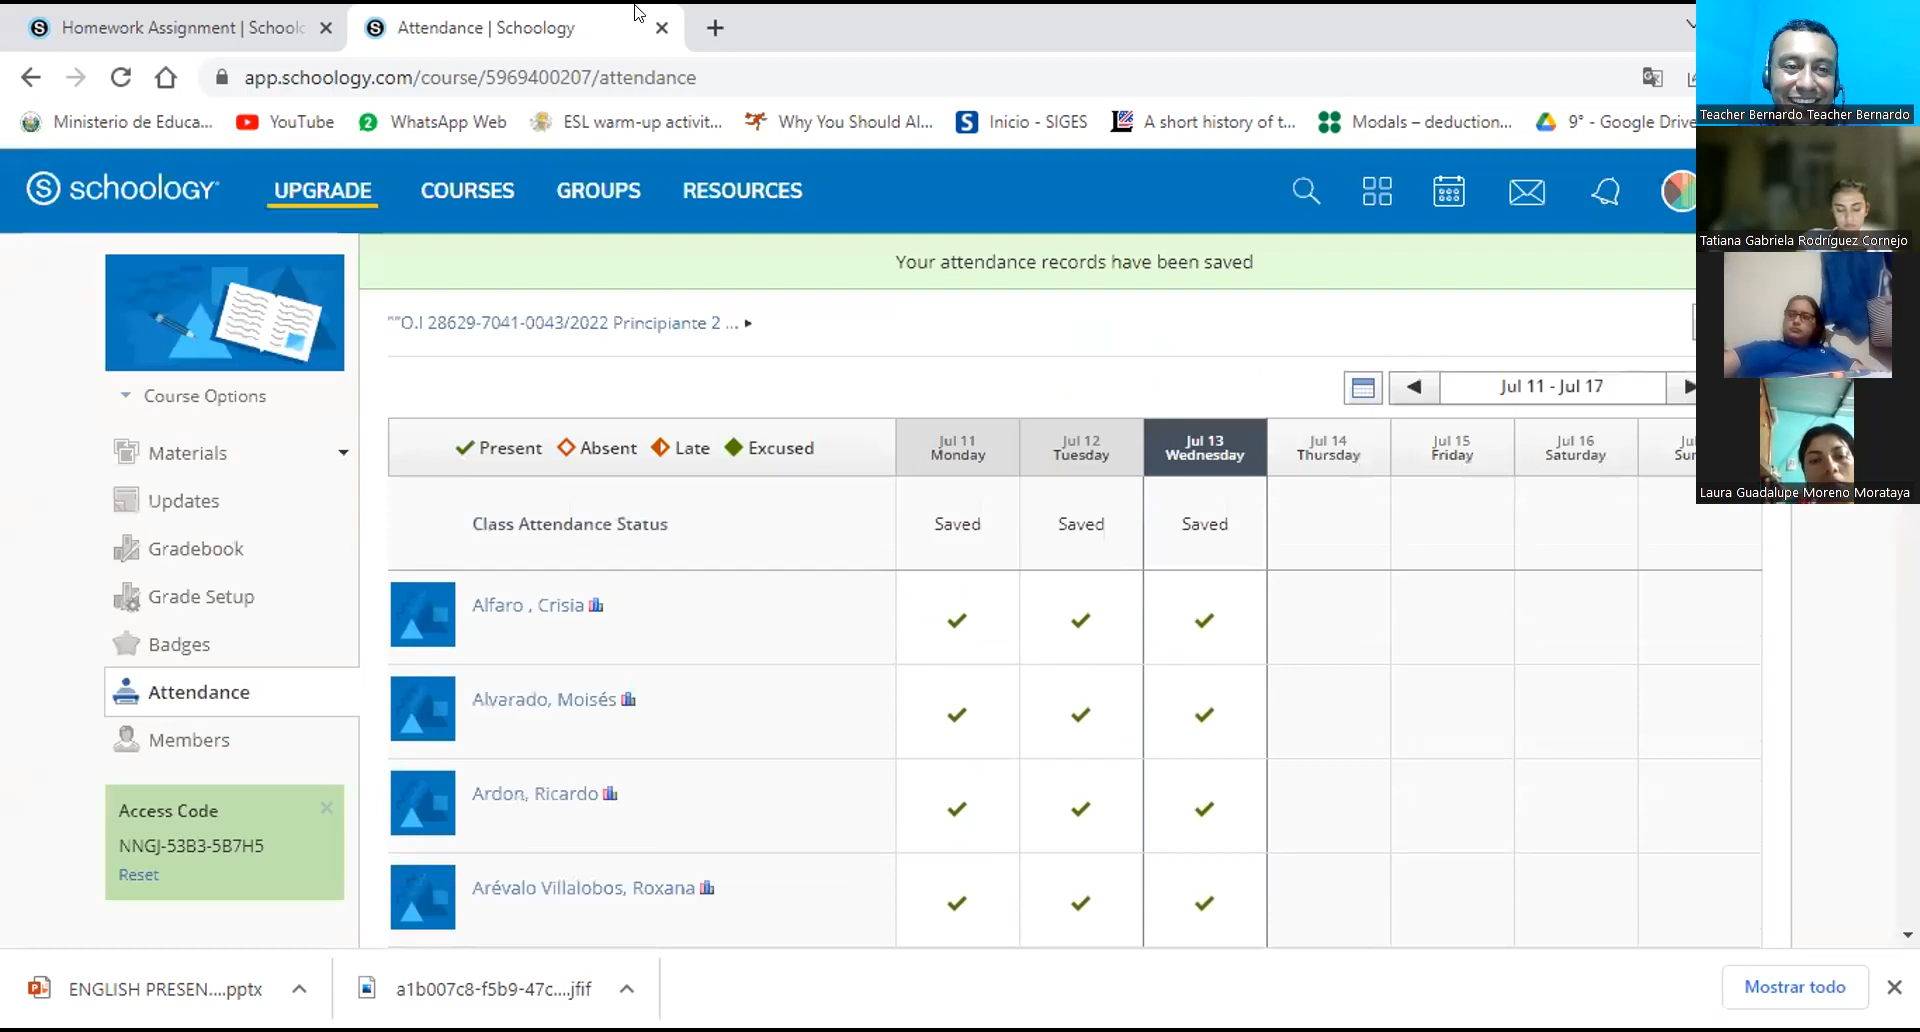 Homework Assignment | Schoolc
Attendance | Schoology
app.schoology.com/course/5969400207/attendance
Ministerio de Educa...
YouTube
2
WhatsApp Web
ESL warm-up activit...
Why You Should Al...
S
Inicio - SIGES
A short history of t...
Modals – deduction...
9° - Google Drive
S schoology
UPGRADE
COURSES
GROUPS
RESOURCES
Your attendance records have been saved
""O.I 28629-7041-0043/2022 Principiante 2 ...
Course Options
Materials
Updates
Gradebook
Grade Setup
Badges
Attendance
Members
Access Code
NNGJ-53B3-5B7H5
Reset
Jul 11 - Jul 17
Present Absent Late Excused
Jul 11 Monday
Jul 12 Tuesday
Jul 13 Wednesday
Jul 14 Thursday
Jul 15 Friday
Jul 16 Saturday
Class Attendance Status Saved Saved Saved
Alfaro , Crisia
Alvarado, Moisés
Ardon, Ricardo
Arévalo Villalobos, Roxana
Teacher Bernardo Teacher Bernardo
Tatiana Gabriela Rodríguez Cornejo
Laura Guadalupe Moreno Morataya
ENGLISH PRESEN....pptx
a1b007c8-f5b9-47c....jfif
Mostrar todo